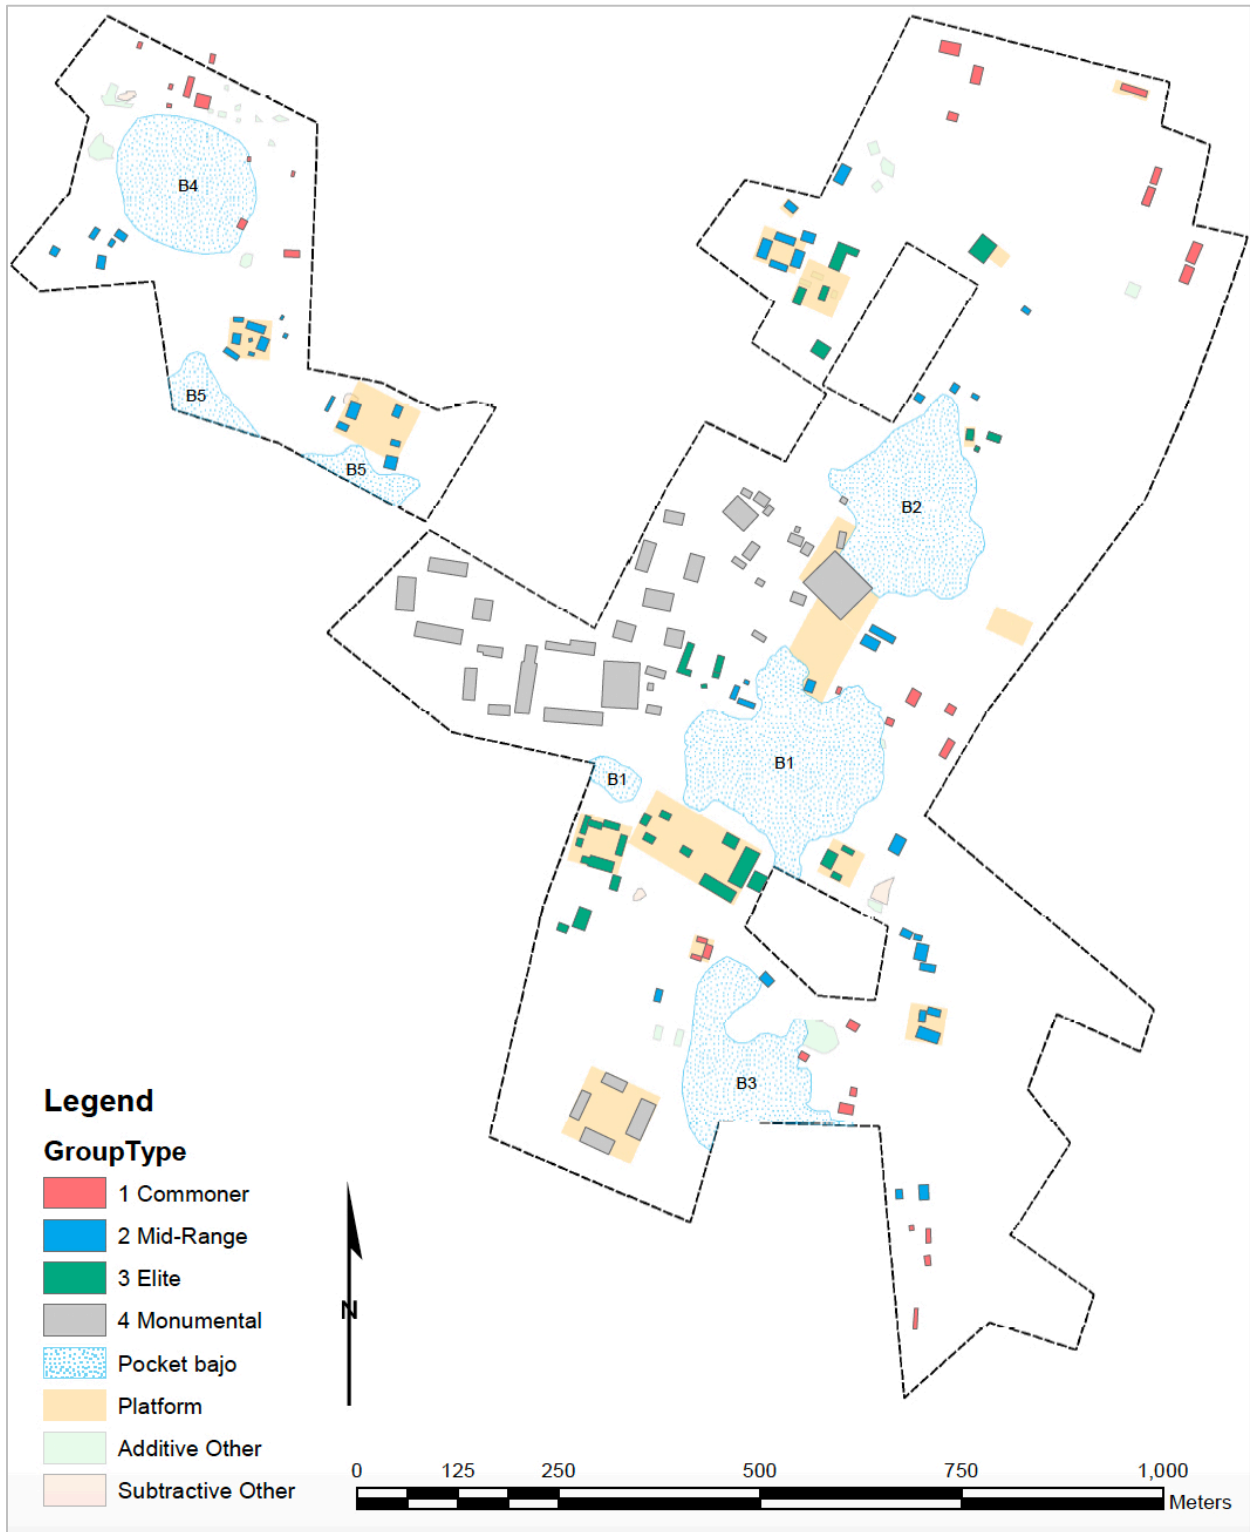 B4
B5
B5
B2
B1
B1
B3
Legend
GroupType
1 Commoner
2 Mid-Range
3 Elite
4 Monumental
Pocket bajo
Platform
Additive Other
Subtractive Other
N
0 125 250 500 750 1,000
Meters